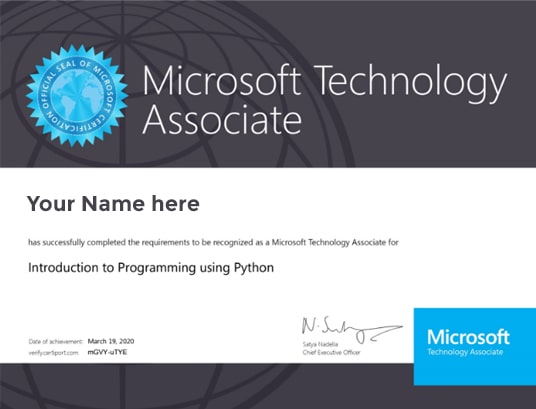 OFFICIAL SEAL OF MICROSOFT CERTIFICATION
Microsoft Technology
Associate
Your Name here
has successfully completed the requirements to be recognized as a Microsoft Technology Associate for
Introduction to Programming using Python
Date of achievement: March 19, 2020
verify.certiport.com mGVY-uTYE
Satya Nadella
Chief Executive Officer
Microsoft
Technology Associate